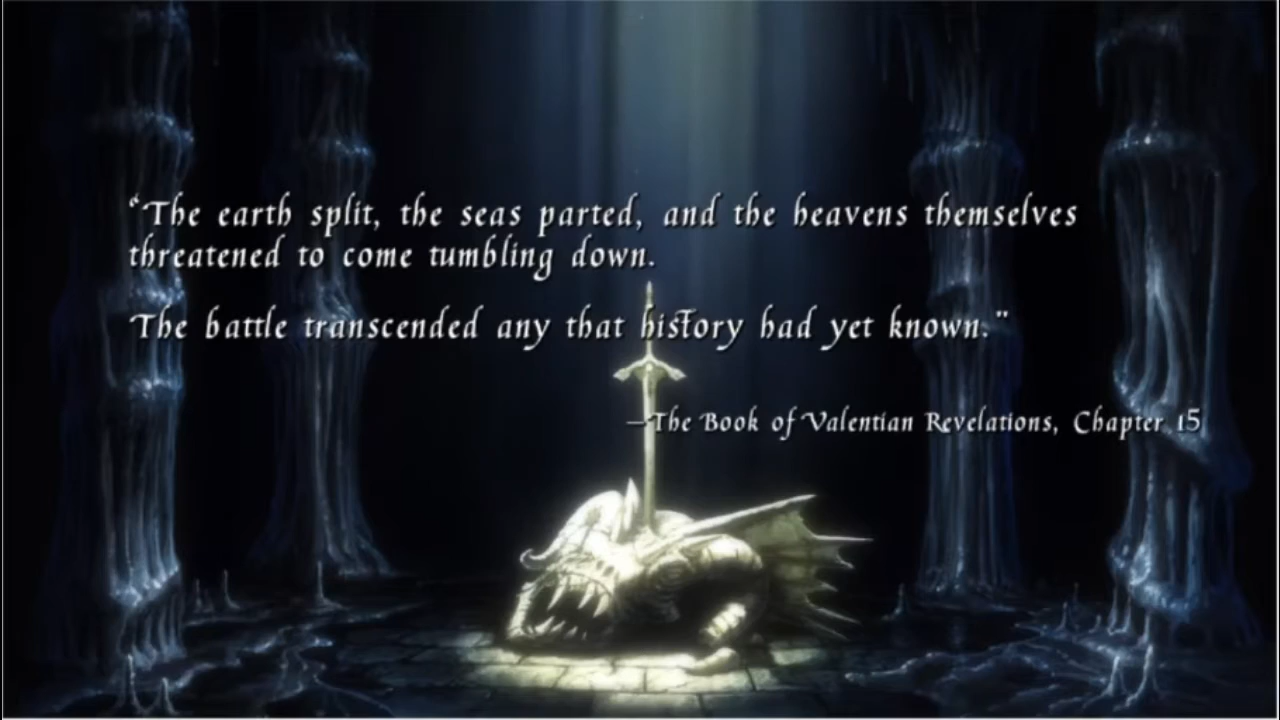 “The earth split, the seas parted, and the heavens themselves
threatened to come tumbling down.
The battle transcended any that history had yet known.”
—The Book of Valentian Revelations, Chapter 15